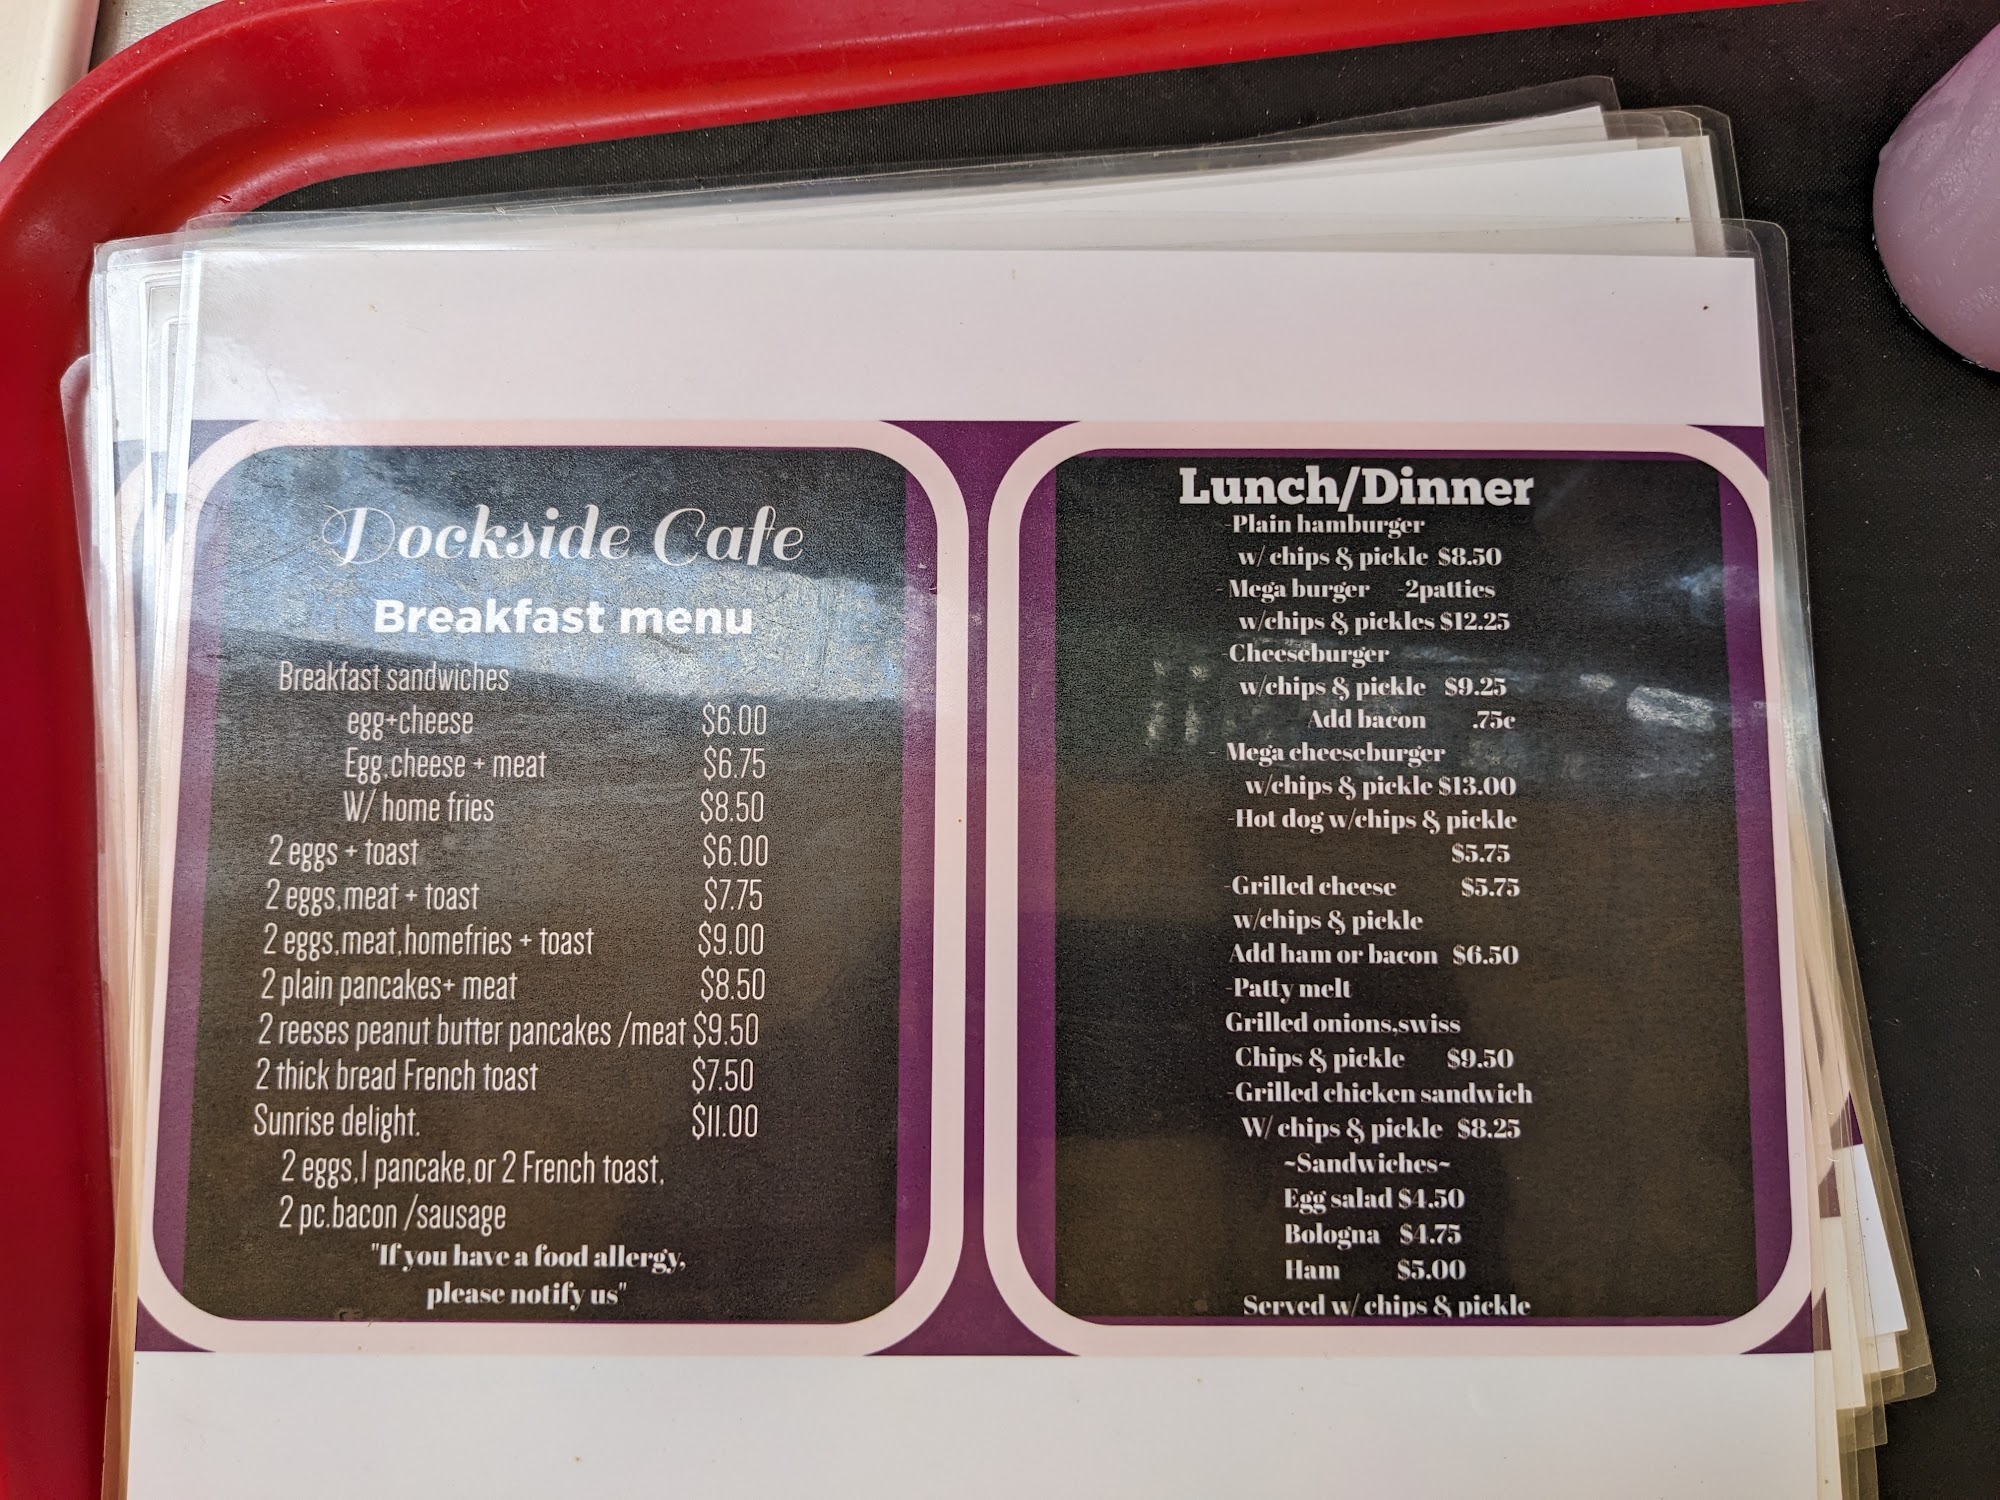 Dockside Cafe
Breakfast menu
Breakfast sandwiches
egg+cheese $6.00
Egg,cheese + meat $6.75
W/ home fries $8.50
2 eggs + toast $6.00
2 eggs,meat + toast $7.75
2 eggs,meat,homefries + toast $9.00
2 plain pancakes+ meat $8.50
2 reeses peanut butter pancakes /meat $9.50
2 thick bread French toast $7.50
Sunrise delight. $11.00
2 eggs,1 pancake,or 2 French toast,
2 pc.bacon /sausage
"If you have a food allergy,
please notify us"
Lunch/Dinner
-Plain hamburger
w/ chips & pickle $8.50
- Mega burger -2patties
w/chips & pickles $12.25
-Cheeseburger
w/chips & pickle $9.25
Add bacon .75c
- Mega cheeseburger
w/chips & pickle $13.00
-Hot dog w/chips & pickle
$5.75
-Grilled cheese $5.75
w/chips & pickle
Add ham or bacon $6.50
-Patty melt
Grilled onions,swiss
Chips & pickle $9.50
-Grilled chicken sandwich
W/ chips & pickle $8.25
~Sandwiches~
Egg salad $4.50
Bologna $4.75
Ham $5.00
Served w/ chips & pickle